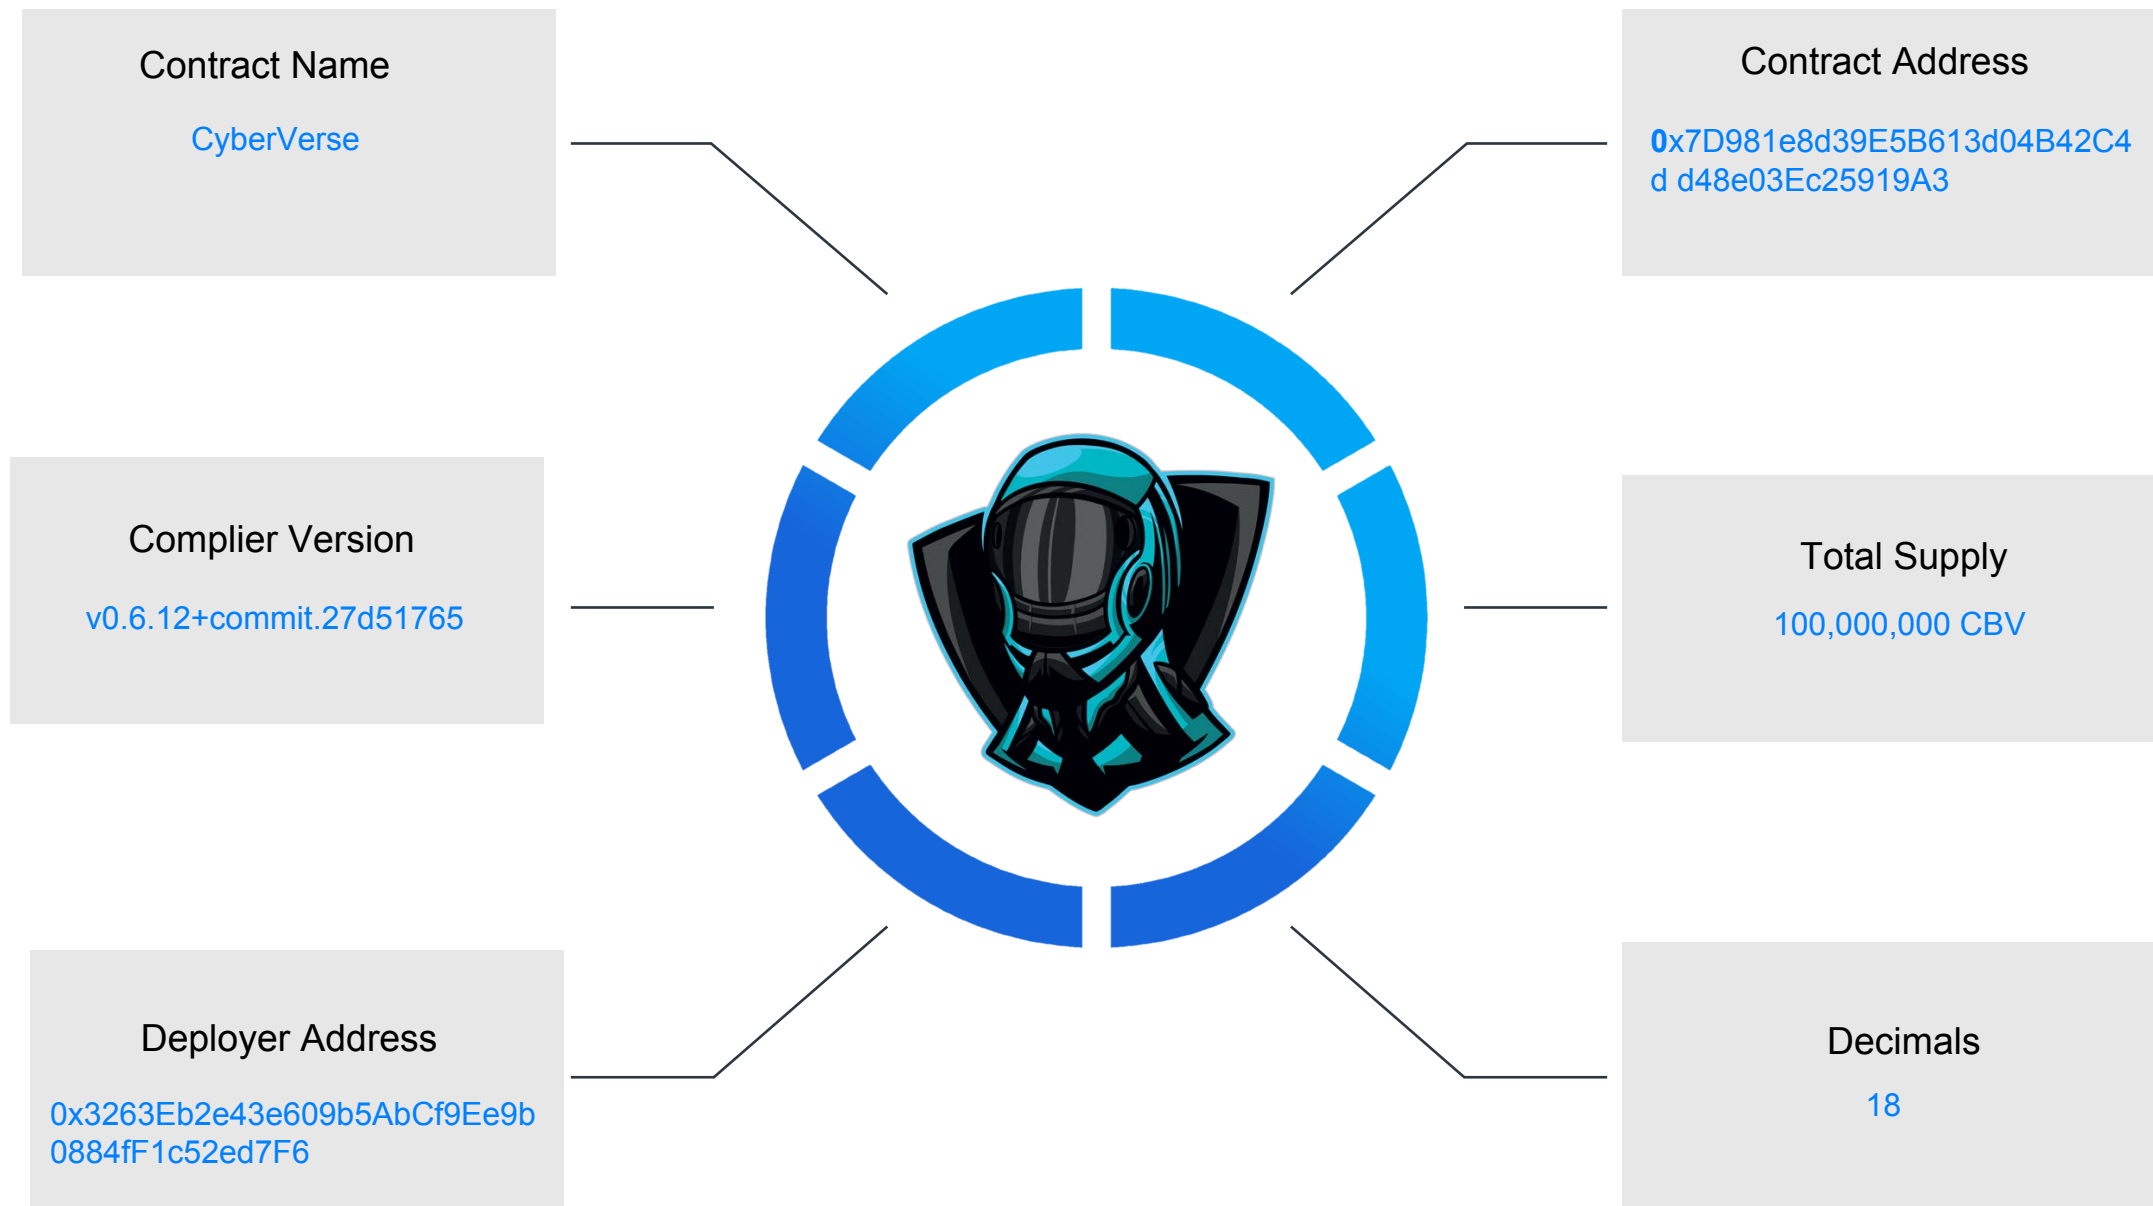 Contract Name
CyberVerse
Contract Address
0x7D981e8d39E5B613d04B42C4
d d48e03Ec25919A3
Complier Version
v0.6.12+commit.27d51765
Total Supply
100,000,000 CBV
Deployer Address
0x3263Eb2e43e609b5AbCf9Ee9b
0884fF1c52ed7F6
Decimals
18